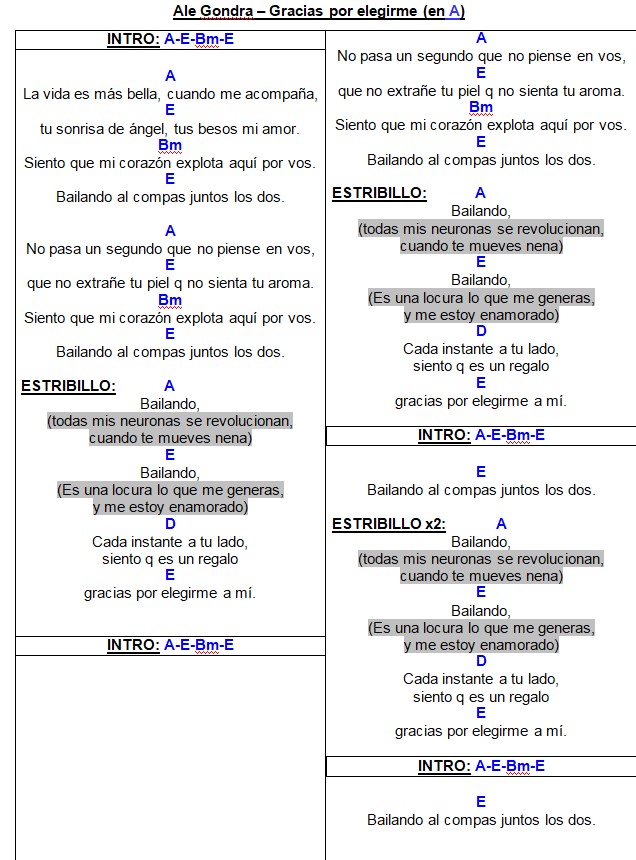 Ale Gondra – Gracias por elegirme (en A)
INTRO: A-E-Bm-E
A
La vida es más bella, cuando me acompaña,
E
tu sonrisa de ángel, tus besos mi amor.
Bm
Siento que mi corazón explota aquí por vos.
E
Bailando al compas juntos los dos.
A
No pasa un segundo que no piense en vos,
E
que no extrañe tu piel q no sienta tu aroma.
Bm
Siento que mi corazón explota aquí por vos.
E
Bailando al compas juntos los dos.
ESTRIBILLO: A
Bailando,
(todas mis neuronas se revolucionan,
cuando te mueves nena)
E
Bailando,
(Es una locura lo que me generas,
y me estoy enamorado)
D
Cada instante a tu lado,
siento q es un regalo
E
gracias por elegirme a mí.
INTRO: A-E-Bm-E
A
No pasa un segundo que no piense en vos,
E
que no extrañe tu piel q no sienta tu aroma.
Bm
Siento que mi corazón explota aquí por vos.
E
Bailando al compas juntos los dos.
ESTRIBILLO: A
Bailando,
(todas mis neuronas se revolucionan,
cuando te mueves nena)
E
Bailando,
(Es una locura lo que me generas,
y me estoy enamorado)
D
Cada instante a tu lado,
siento q es un regalo
E
gracias por elegirme a mí.
INTRO: A-E-Bm-E
E
Bailando al compas juntos los dos.
ESTRIBILLO x2: A
Bailando,
(todas mis neuronas se revolucionan,
cuando te mueves nena)
E
Bailando,
(Es una locura lo que me generas,
y me estoy enamorado)
D
Cada instante a tu lado,
siento q es un regalo
E
gracias por elegirme a mí.
INTRO: A-E-Bm-E
E
Bailando al compas juntos los dos.